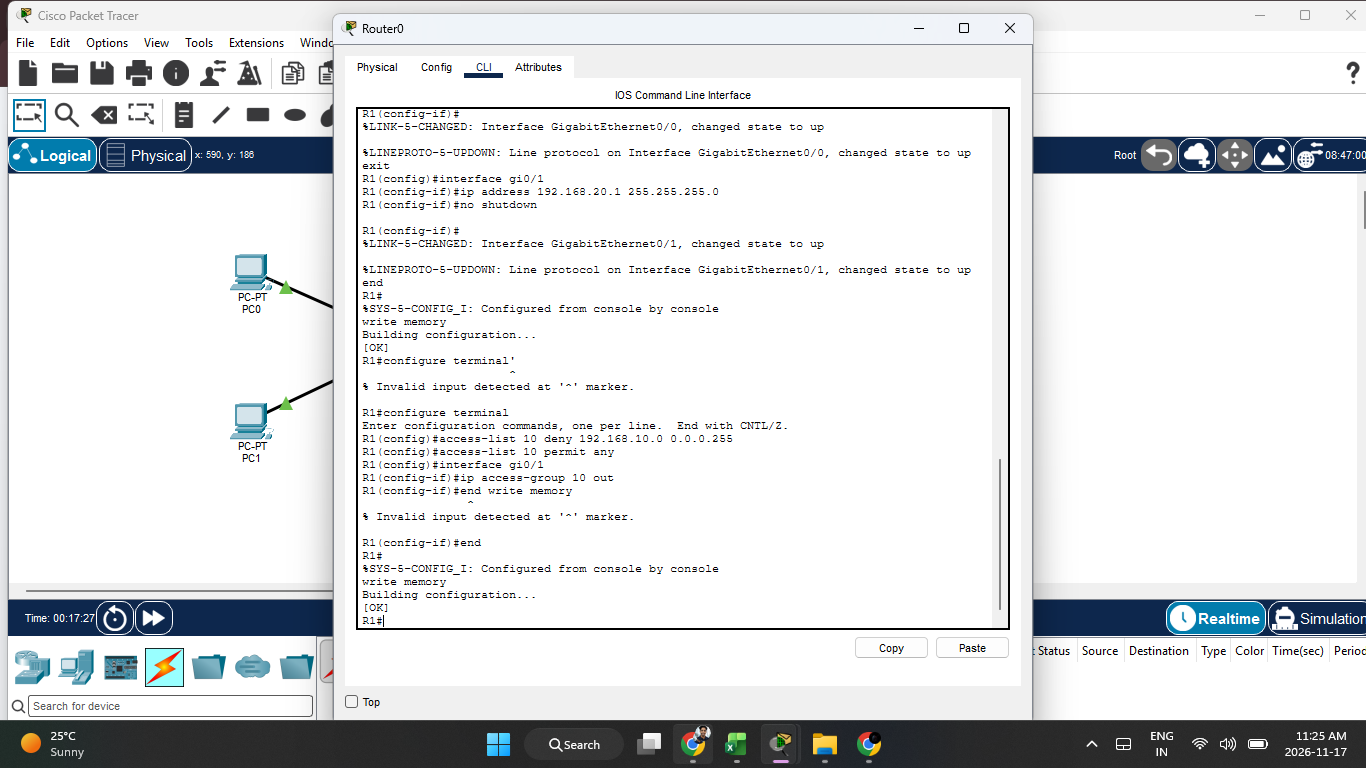 Cisco Packet Tracer
File Edit Options View Tools Extensions Windo
Logical Physical x: 590, y: 186
Root 08:47:00
PC-PT
PC0
PC-PT
PC1
Router0
Physical Config CLI Attributes
IOS Command Line Interface
R1(config-if)#
%LINK-5-CHANGED: Interface GigabitEthernet0/0, changed state to up
%LINEPROTO-5-UPDOWN: Line protocol on Interface GigabitEthernet0/0, changed state to up
exit
R1(config)#interface gi0/1
R1(config-if)#ip address 192.168.20.1 255.255.255.0
R1(config-if)#no shutdown
R1(config-if)#
%LINK-5-CHANGED: Interface GigabitEthernet0/1, changed state to up
%LINEPROTO-5-UPDOWN: Line protocol on Interface GigabitEthernet0/1, changed state to up
end
R1#
%SYS-5-CONFIG_I: Configured from console by console
write memory
Building configuration...
[OK]
R1#configure terminal'
^
% Invalid input detected at '^' marker.
R1#configure terminal
Enter configuration commands, one per line.  End with CNTL/Z.
R1(config)#access-list 10 deny 192.168.10.0 0.0.0.255
R1(config)#access-list 10 permit any
R1(config)#interface gi0/1
R1(config-if)#ip access-group 10 out
R1(config-if)#end write memory
^
% Invalid input detected at '^' marker.
R1(config-if)#end
R1#
%SYS-5-CONFIG_I: Configured from console by console
write memory
Building configuration...
[OK]
R1#
Copy Paste
Top
Time: 00:17:27
Realtime Simulation
t Status Source Destination Type Color Time(sec) Period
Search for device
25°C
Sunny
Search
ENG
IN
11:25 AM
2026-11-17